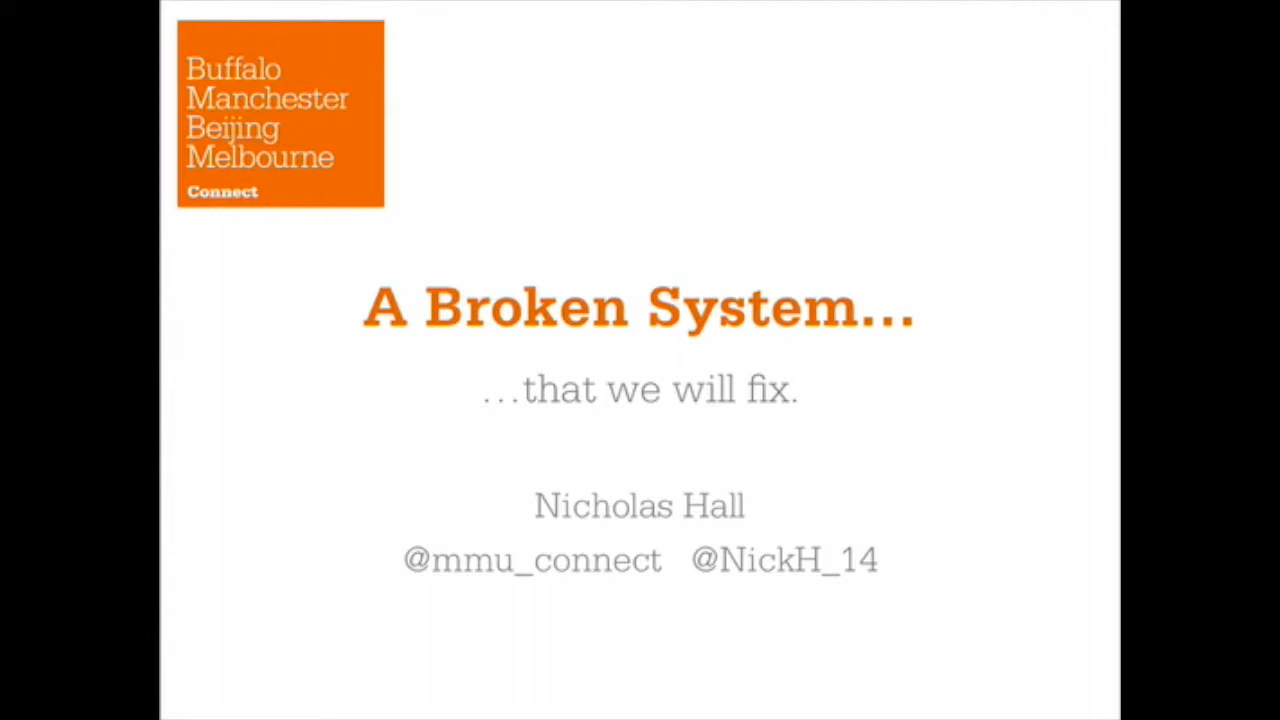 Buffalo
Manchester
Beijing
Melbourne
Connect
A Broken System...
...that we will fix.
Nicholas Hall
@mmu_connect @NickH_14